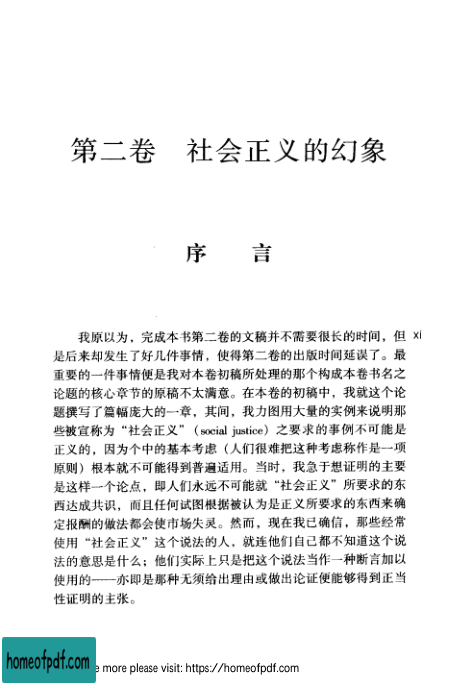 第二卷 社会正义的幻象
序 言
我原以为，完成本书第二卷的文稿并不需要很长的时间，但 xi
是后来却发生了好几件事情，使得第二卷的出版时间延误了。最
重要的一件事情便是我对本卷初稿所处理的那个构成本卷书名之
论题的核心章节的原稿不太满意。在本卷的初稿中，我就这个论
题撰写了篇幅庞大的一章，其间，我力图用大量的实例来说明那
些被宣称为“社会正义”（social justice）之要求的事例不可能是
正义的，因为个中的基本考虑（人们很难把这种考虑称作是一项
原则）根本就不可能得到普遍适用。当时，我急于想证明的主要
是这样一个论点，即人们永远不可能就“社会正义”所要求的东
西达成共识，而且任何试图根据被认为是正义所要求的东西来确
定报酬的做法都会使市场失灵。然而，现在我已确信，那些经常
使用“社会正义”这个说法的人，就连他们自己都不知道这个说
法的意思是什么；他们实际上只是把这个说法当作一种断言加以
使用的——亦即是那种无须给出理由或做出论证便能够得到正当
性证明的主张。
homeofpdf.com
e more please visit: https://homeofpdf.com